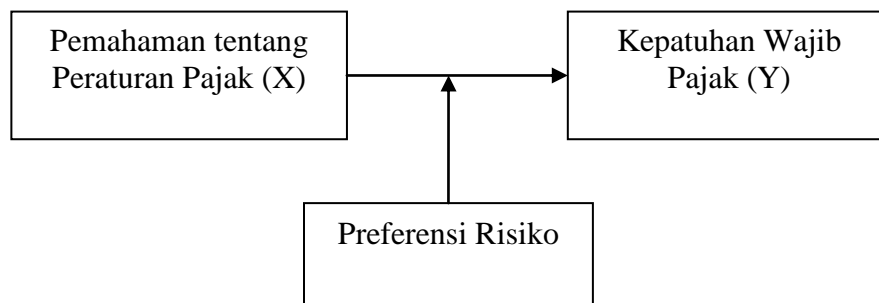 Pemahaman tentang
Peraturan Pajak (X)
Kepatuhan Wajib
Pajak (Y)
Preferensi Risiko